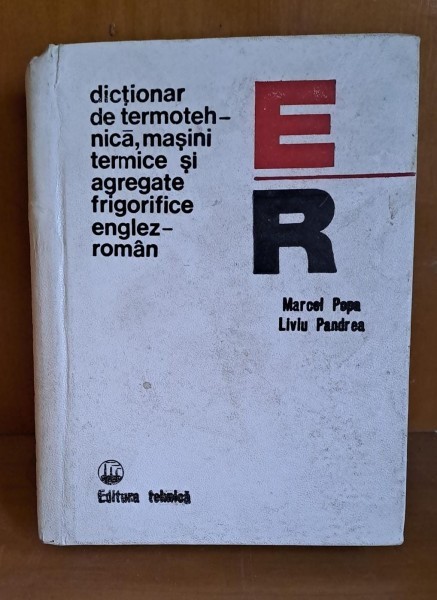 dicționar
de termoteh-
nică, mașini
termice și
agregate
frigorifice
englez-
român
E
R
Marcel Popa
Liviu Pandrea
Editura tehnică